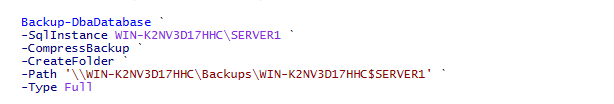 Backup-DbaDatabase `
-SqlInstance WIN-K2NV3D17HHC\SERVER1 `
-CompressBackup `
-CreateFolder `
-Path '\\WIN-K2NV3D17HHC\Backups\WIN-K2NV3D17HHC$SERVER1' `
-Type Full